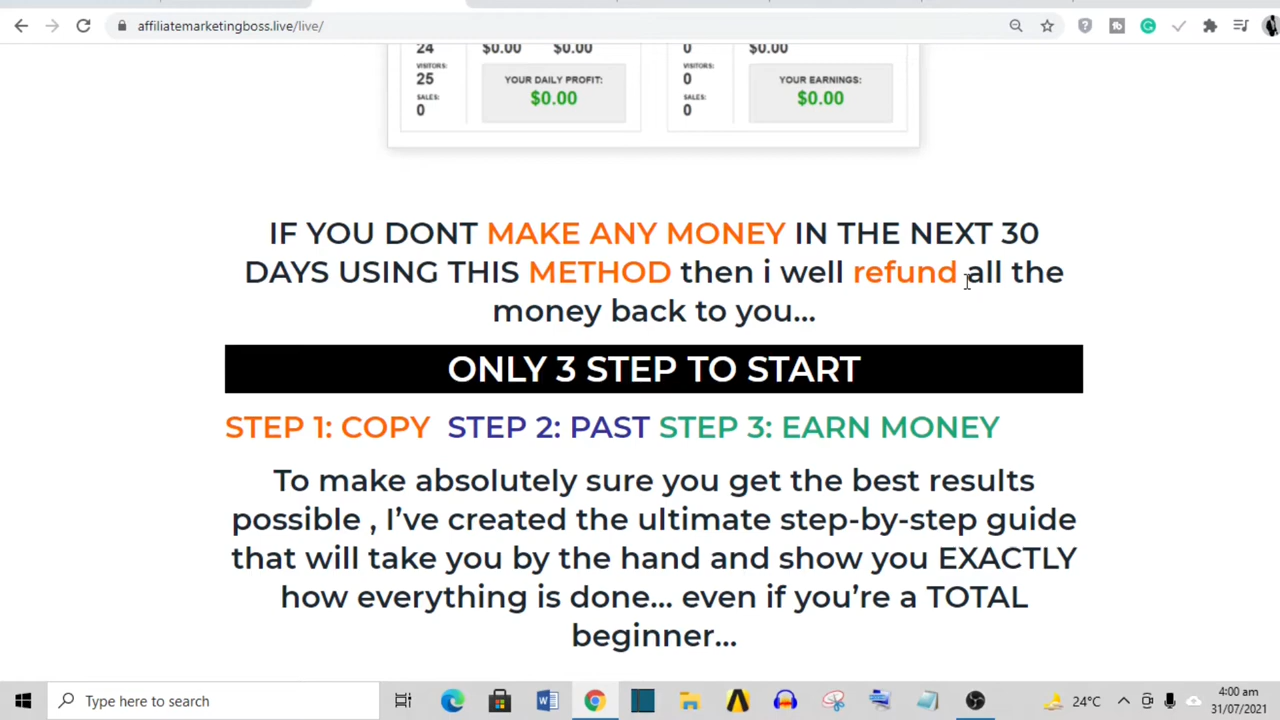 affiliatemarketingboss.live/live/
24 $0.00 $0.00 0 $0.00
VISITORS: VISITORS:
25 YOUR DAILY PROFIT: 0 YOUR EARNINGS:
SALES: $0.00 SALES: $0.00
0 0
IF YOU DONT MAKE ANY MONEY IN THE NEXT 30
DAYS USING THIS METHOD then i well refund all the
money back to you...
ONLY 3 STEP TO START
STEP 1: COPY STEP 2: PAST STEP 3: EARN MONEY
To make absolutely sure you get the best results
possible , I’ve created the ultimate step-by-step guide
that will take you by the hand and show you EXACTLY
how everything is done... even if you’re a TOTAL
beginner...
Type here to search
24°C
4:00 am
31/07/2021